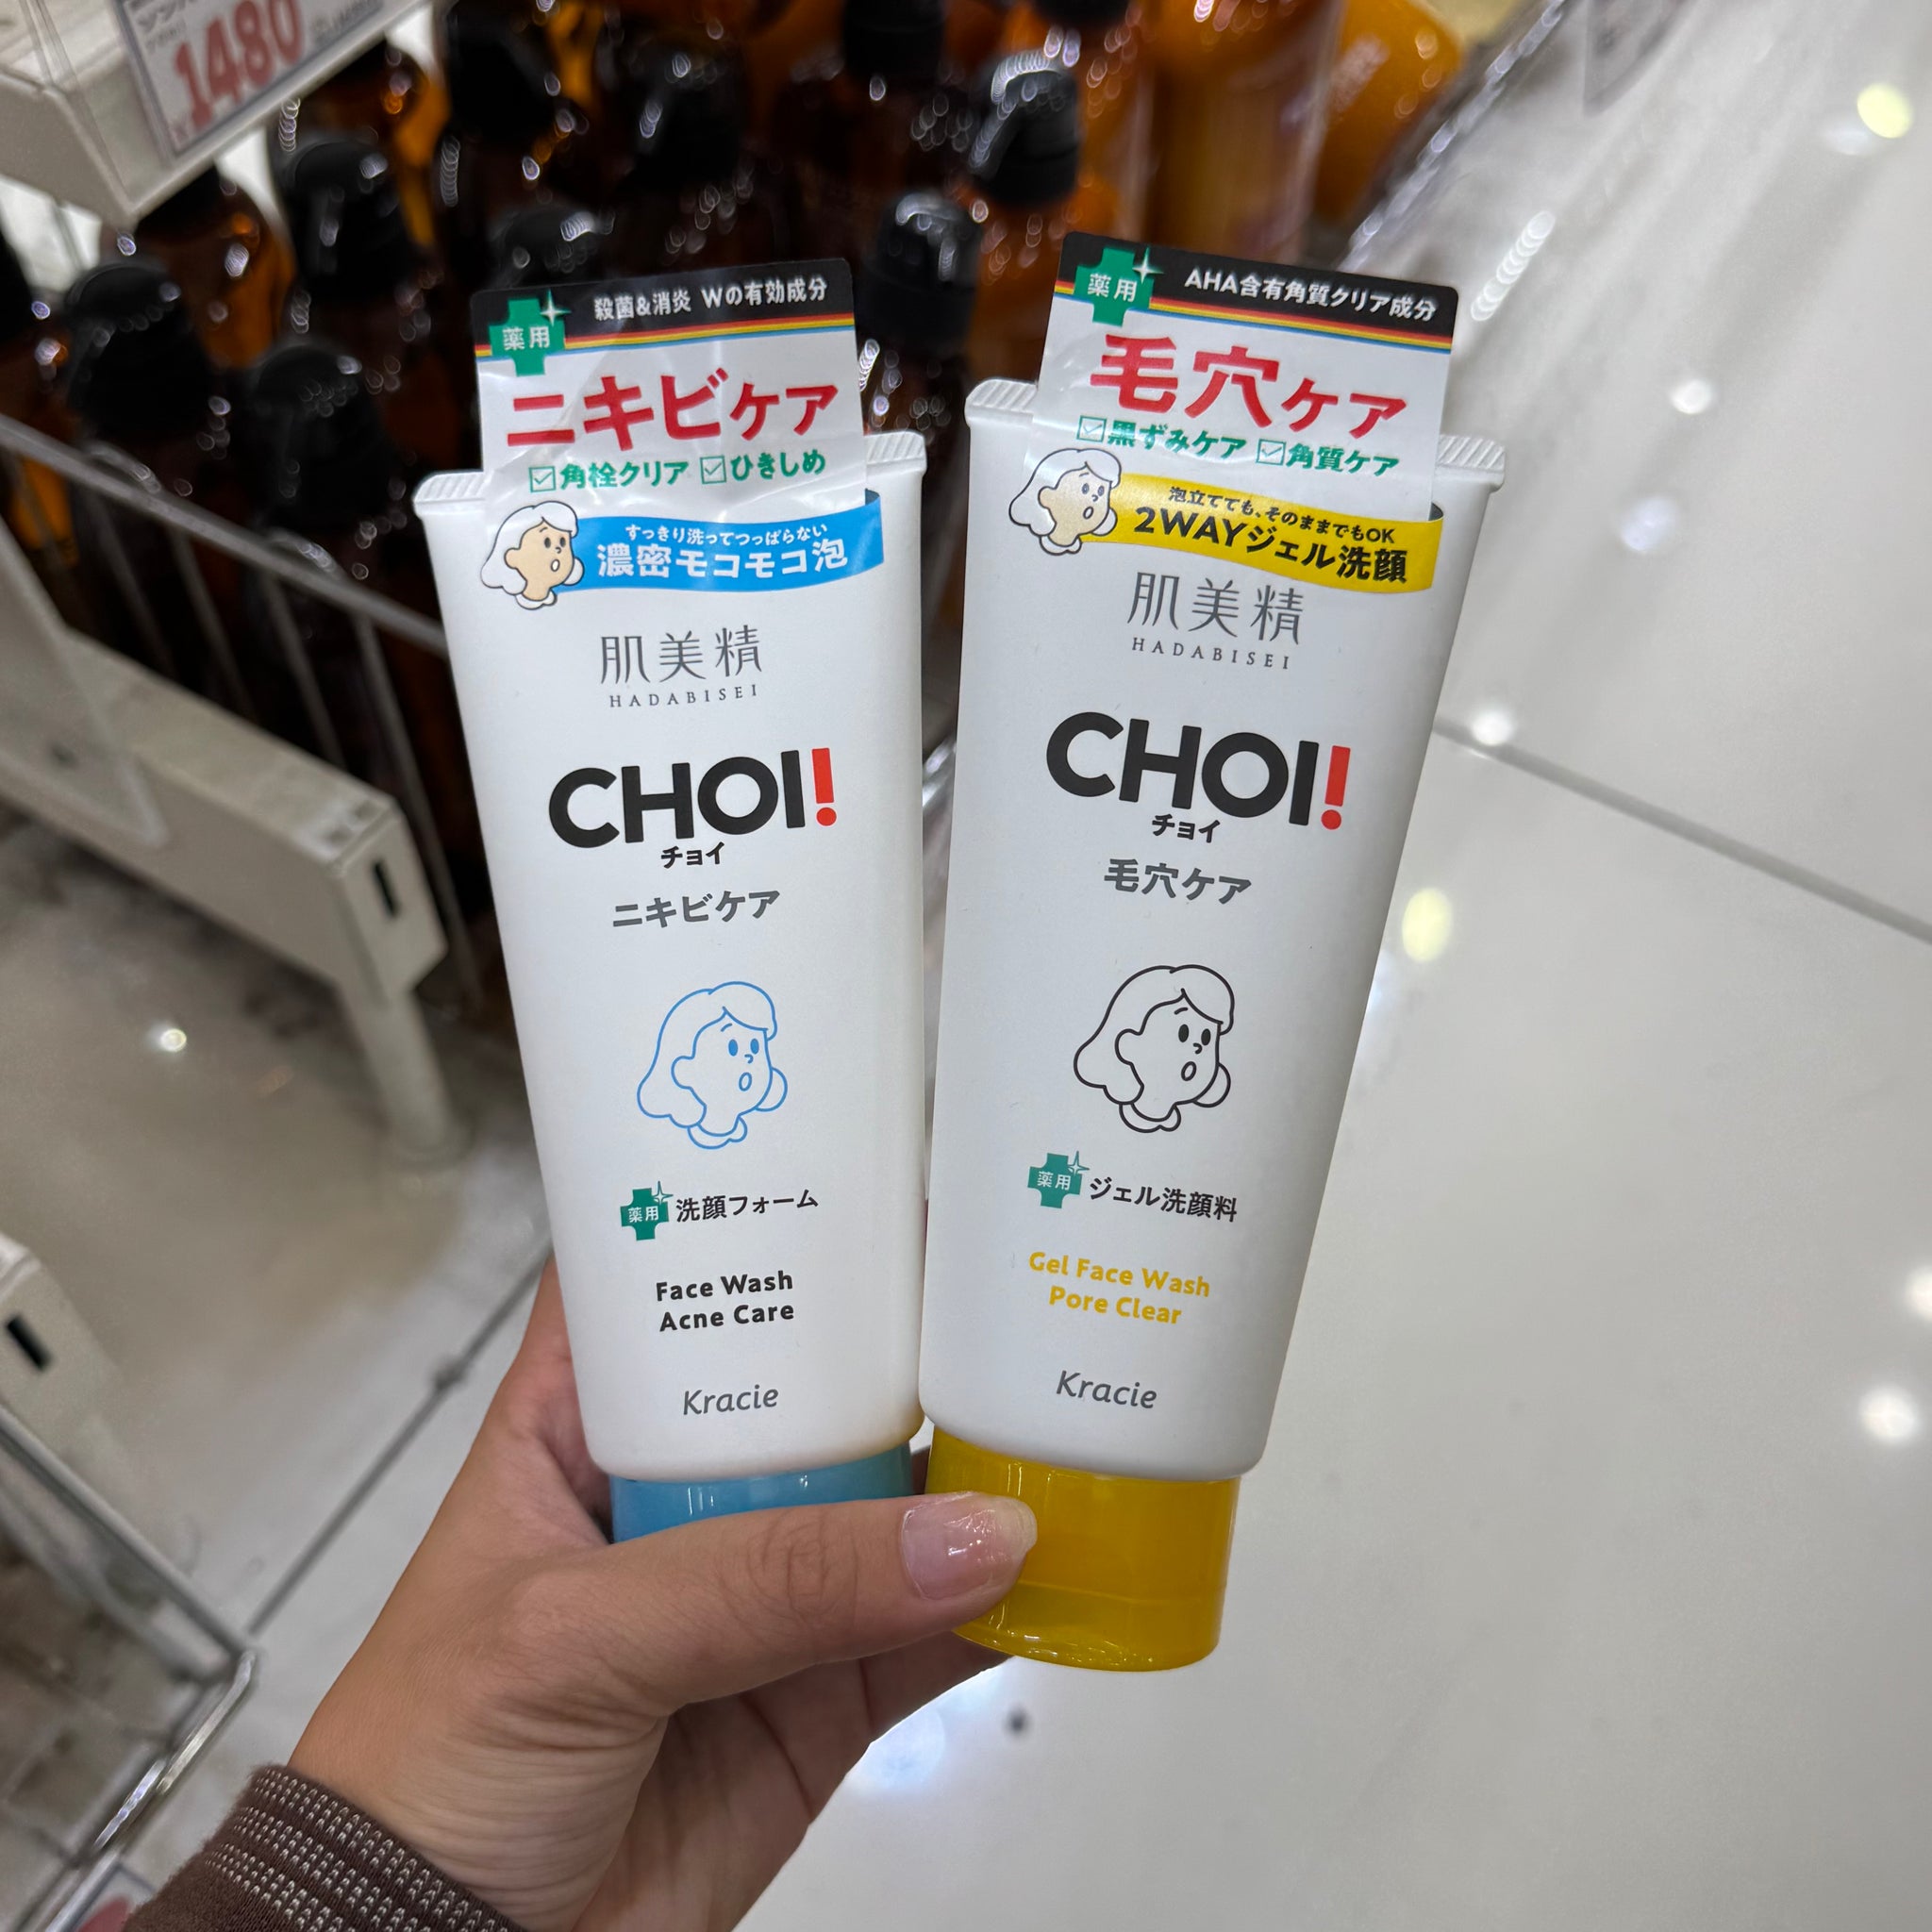 1480
薬用
殺菌&消炎 Wの有効成分
ニキビケア
角栓クリア ひきしめ
すっきり洗ってつっぱらない
濃密モコモコ泡
肌美精
HADABISEI
CHOI!
チョイ
ニキビケア
薬用 洗顔フォーム
Face Wash
Acne Care
Kracie
薬用
AHA含有角質クリア成分
毛穴ケア
黒ずみケア 角質ケア
泡立てても、そのままでもOK
2WAYジェル洗顔
肌美精
HADABISEI
CHOI!
チョイ
毛穴ケア
薬用 ジェル洗顔料
Gel Face Wash
Pore Clear
Kracie